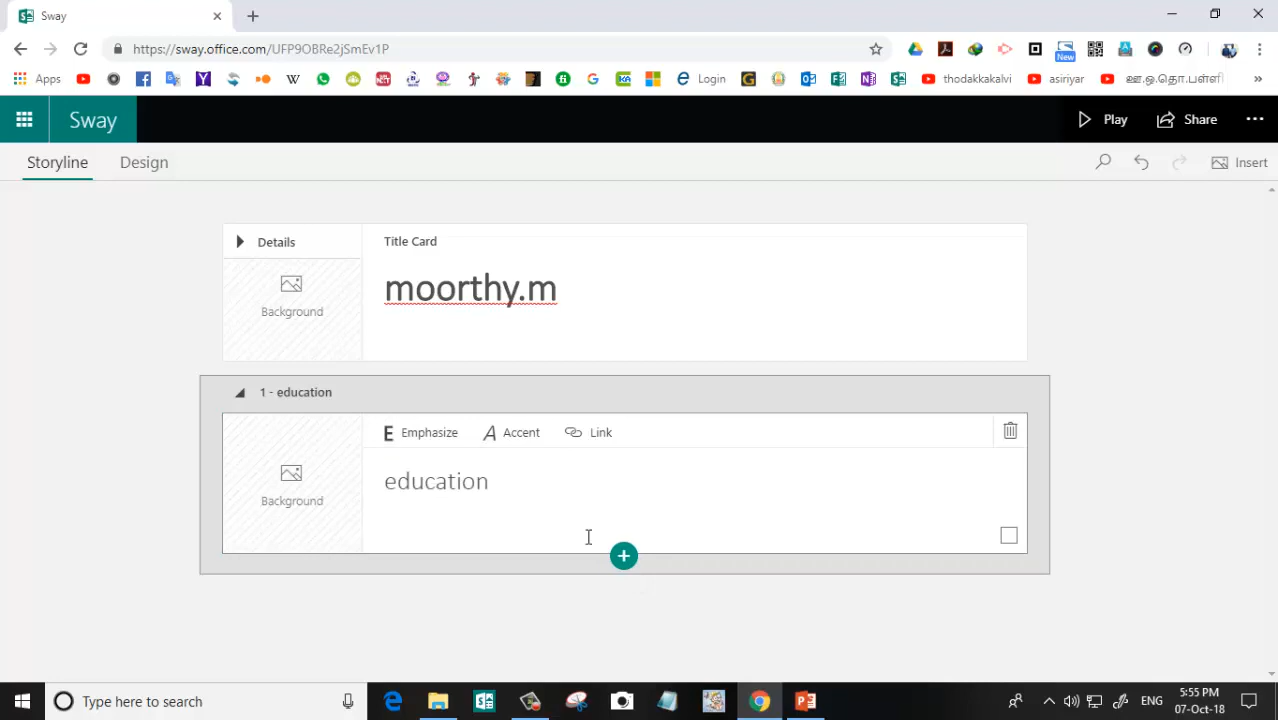 Sway
https://sway.office.com/UFP9OBRe2jSmEv1P
New
Apps
Login
thodakkakalvi
asiriyar
ஊ.ஒ.தொ.பள்ளி
Sway
Play
Share
Storyline
Design
Insert
Details
Title Card
Background
moorthy.m
1 - education
Emphasize
Accent
Link
Background
education
Type here to search
ENG
5:55 PM
07-Oct-18